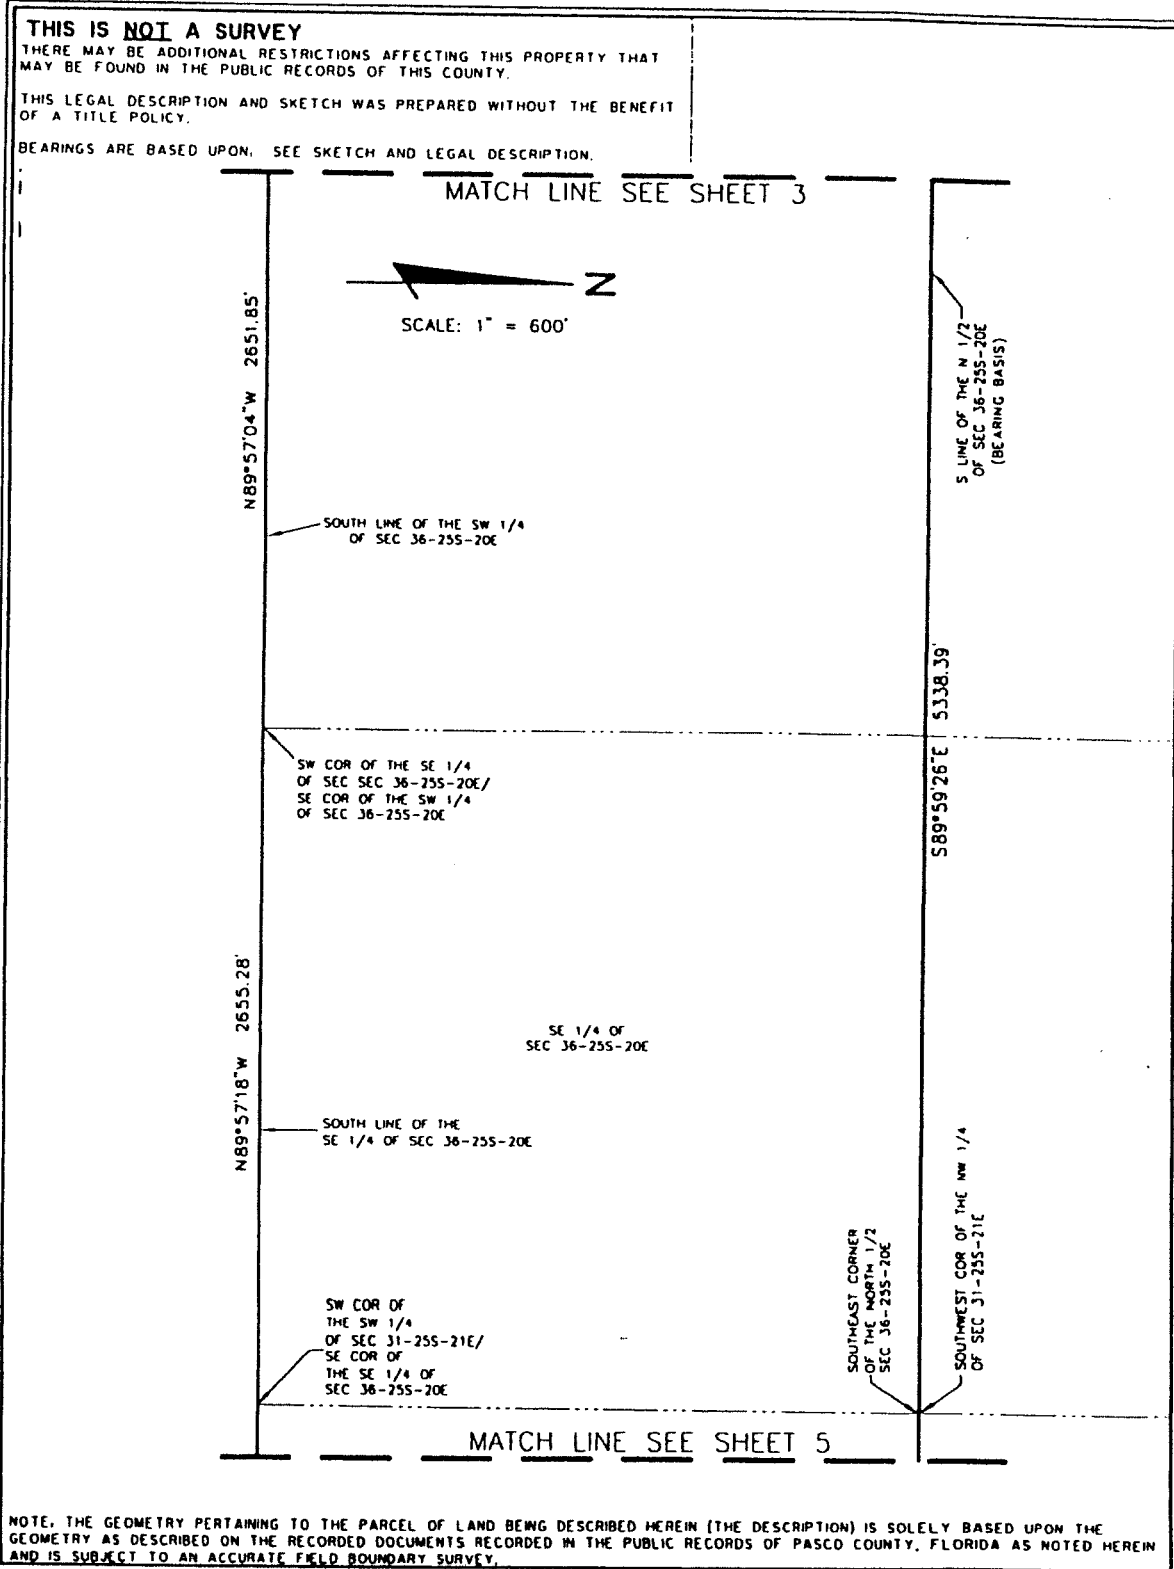 THIS IS NOT A SURVEY
THERE MAY BE ADDITIONAL RESTRICTIONS AFFECTING THIS PROPERTY THAT
MAY BE FOUND IN THE PUBLIC RECORDS OF THIS COUNTY.
THIS LEGAL DESCRIPTION AND SKETCH WAS PREPARED WITHOUT THE BENEFIT
OF A TITLE POLICY.
BEARINGS ARE BASED UPON, SEE SKETCH AND LEGAL DESCRIPTION.
MATCH LINE SEE SHEET 3
N
SCALE: 1" = 600'
N89°57'04"W 2651.85'
S LINE OF THE N 1/2
OF SEC 36-25S-20E
(BEARING BASIS)
SOUTH LINE OF THE SW 1/4
OF SEC 36-25S-20E
S89°59'26"E 5338.39'
SW COR OF THE SE 1/4
OF SEC SEC 36-25S-20E/
SE COR OF THE SW 1/4
OF SEC 36-25S-20E
N89°57'18"W 2655.28'
SE 1/4 OF
SEC 36-25S-20E
SOUTH LINE OF THE
SE 1/4 OF SEC 36-25S-20E
SW COR OF
THE SW 1/4
OF SEC 31-25S-21E/
SE COR OF
THE SE 1/4 OF
SEC 36-25S-20E
SOUTHEAST CORNER
OF THE NORTH 1/2
SEC 36-25S-20E
SOUTHWEST COR OF THE NW 1/4
OF SEC 31-25S-21E
MATCH LINE SEE SHEET 5
NOTE, THE GEOMETRY PERTAINING TO THE PARCEL OF LAND BEING DESCRIBED HEREIN (THE DESCRIPTION) IS SOLELY BASED UPON THE
GEOMETRY AS DESCRIBED ON THE RECORDED DOCUMENTS RECORDED IN THE PUBLIC RECORDS OF PASCO COUNTY, FLORIDA AS NOTED HEREIN
AND IS SUBJECT TO AN ACCURATE FIELD BOUNDARY SURVEY.